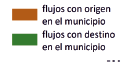 flujos con origen
en el municipio
flujos con destino
en el municipio